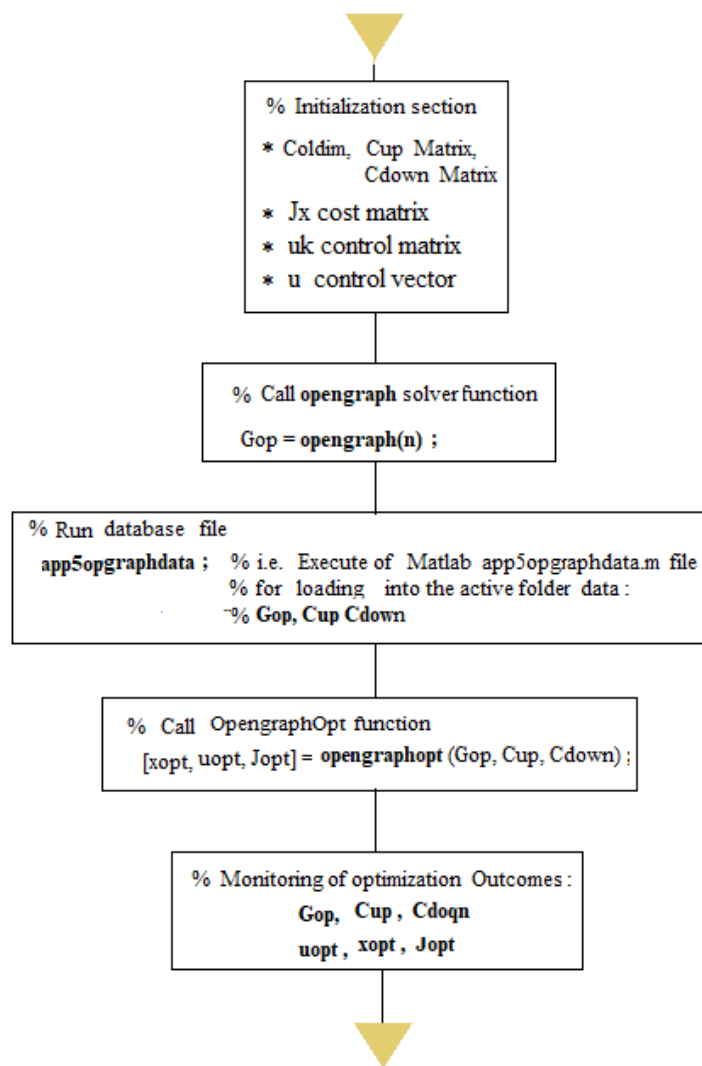 % Initialization section
* Coldim, Cup Matrix,
Cdown Matrix
* Jx cost matrix
* uk control matrix
* u control vector
% Call opengraph solver function
Gop = opengraph(n) ;
% Run database file
app5opgraphdata ; % i.e. Execute of Matlab app5opgraphdata.m file
% for loading into the active folder data :
% Gop, Cup Cdown
% Call OpengraphOpt function
[xopt, uopt, Jopt] = opengraphopt (Gop, Cup, Cdown) ;
% Monitoring of optimization Outcomes :
Gop, Cup , Cdoqn
uopt , xopt , Jopt